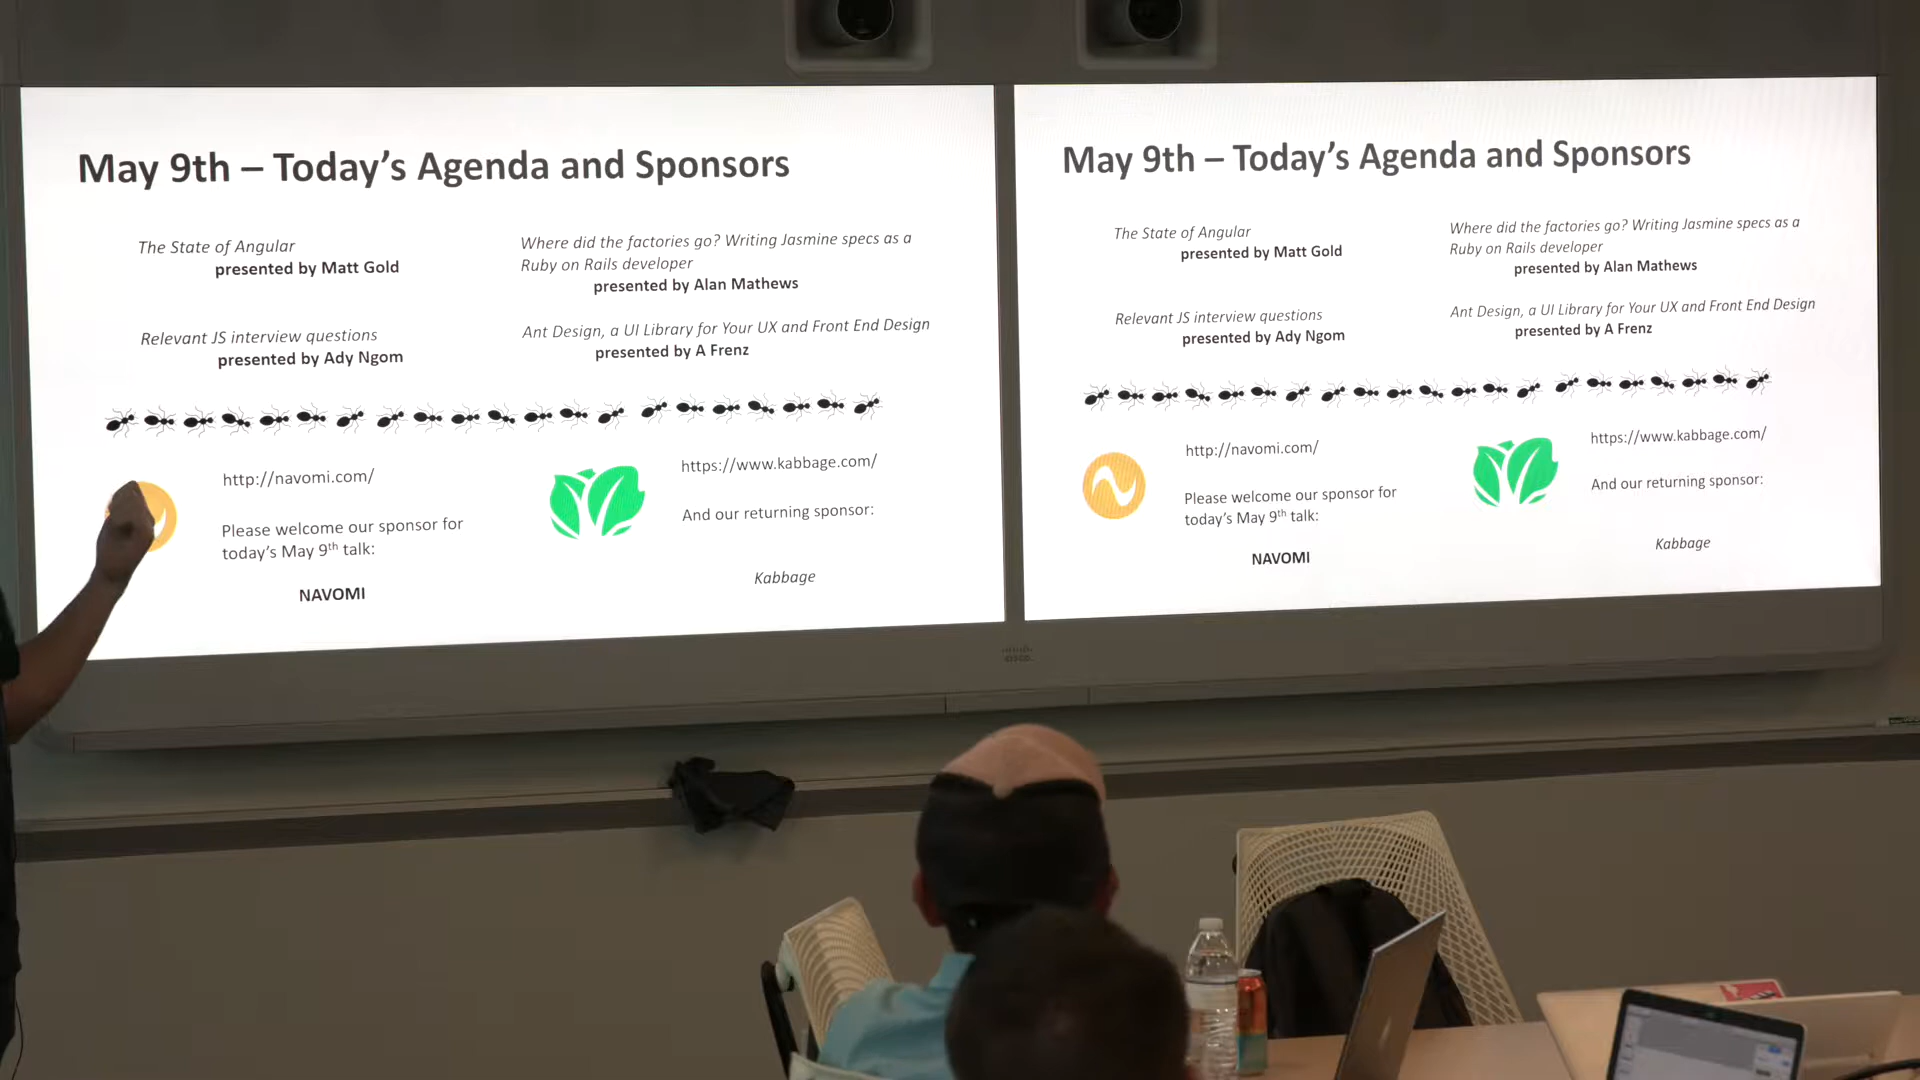 May 9th – Today's Agenda and Sponsors
The State of Angular
presented by Matt Gold
Where did the factories go? Writing Jasmine specs as a
Ruby on Rails developer
presented by Alan Mathews
Relevant JS interview questions
presented by Ady Ngom
Ant Design, a UI Library for Your UX and Front End Design
presented by A Frenz
http://navomi.com/
Please welcome our sponsor for
today's May 9th talk:
NAVOMI
https://www.kabbage.com/
And our returning sponsor:
Kabbage
May 9th – Today's Agenda and Sponsors
The State of Angular
presented by Matt Gold
Where did the factories go? Writing Jasmine specs as a
Ruby on Rails developer
presented by Alan Mathews
Relevant JS interview questions
presented by Ady Ngom
Ant Design, a UI Library for Your UX and Front End Design
presented by A Frenz
http://navomi.com/
Please welcome our sponsor for
today's May 9th talk:
NAVOMI
https://www.kabbage.com/
And our returning sponsor:
Kabbage
CISCO